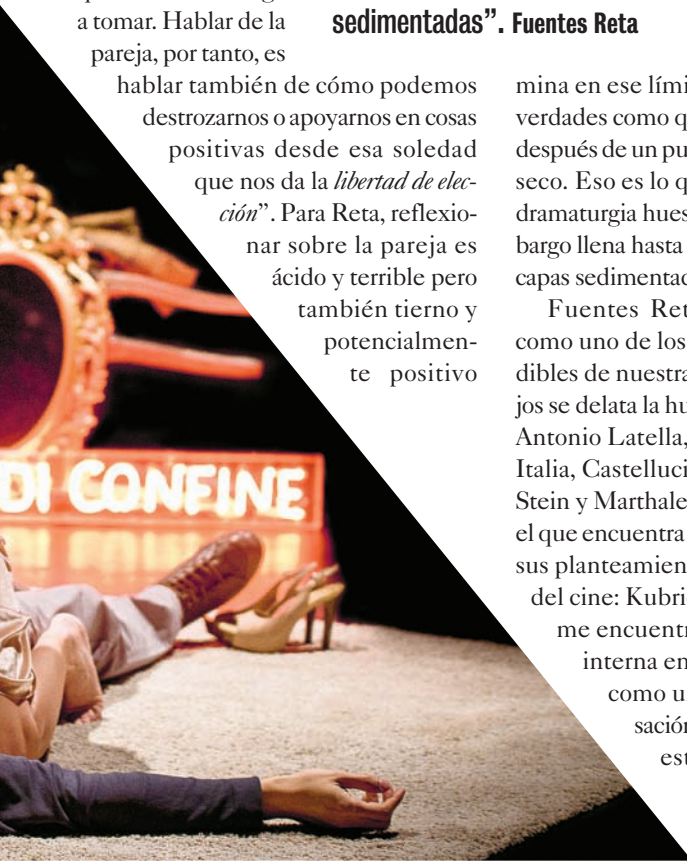 a tomar. Hablar de la
pareja, por tanto, es
hablar también de cómo podemos
destrozarnos o apoyarnos en cosas
positivas desde esa soledad
que nos da la libertad de elec-
ción”. Para Reta, reflexio-
nar sobre la pareja es
ácido y terrible pero
también tierno y
potencialmen-
te positivo
sedimentadas”. Fuentes Reta
mina en ese lími
verdades como q
después de un pu
seco. Eso es lo q
dramaturgia hues
bargo llena hasta
capas sedimentad
Fuentes Ret
como uno de los
dibles de nuestra
jos se delata la hu
Antonio Latella,
Italia, Castelluci
Stein y Marthale
el que encuentra
sus planteamien
del cine: Kubri
me encuentr
interna en
como u
sación
est
DI CONFINE